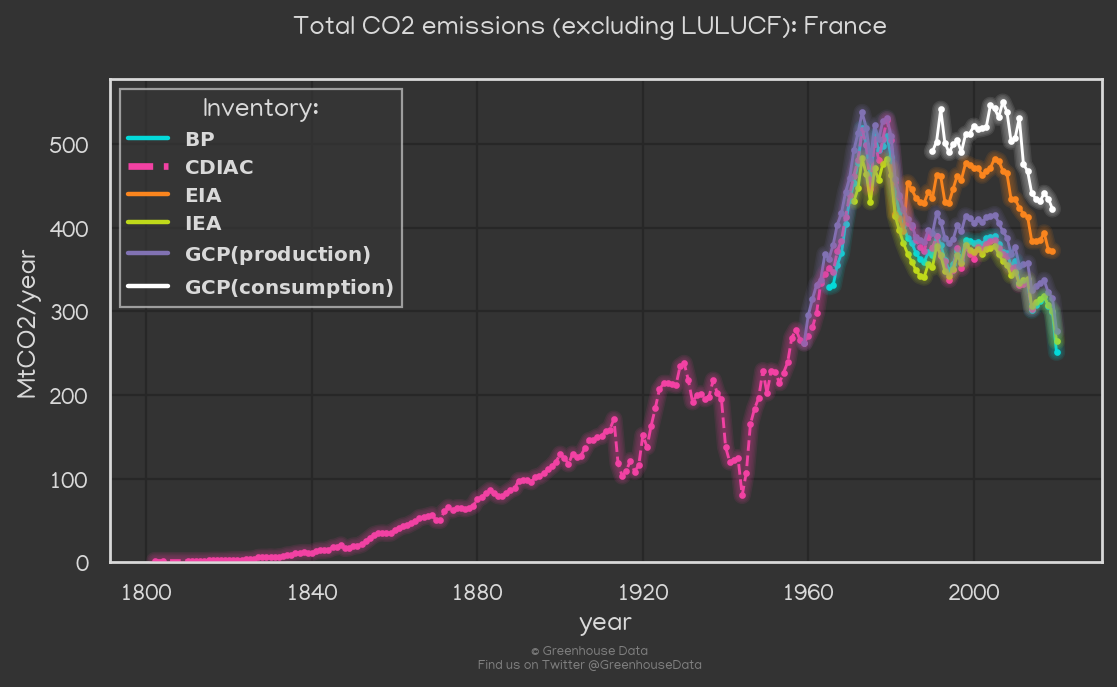 Total CO2 emissions (excluding LULUCF): France
Inventory:
BP
CDIAC
EIA
IEA
GCP(production)
GCP(consumption)
MtCO2/year
500
400
300
200
100
0
1800 1840 1880 1920 1960 2000
year
© Greenhouse Data
Find us on Twitter @GreenhouseData